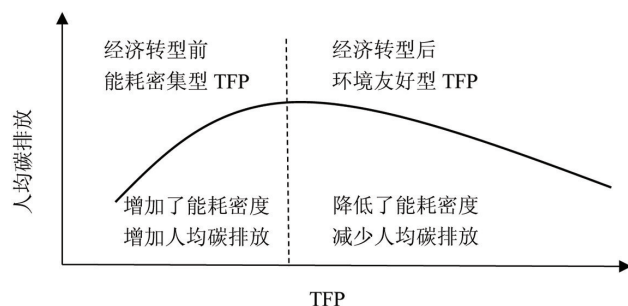 经济转型前
能耗密集型 TFP
经济转型后
环境友好型 TFP
人均碳排放
增加了能耗密度
增加人均碳排放
降低了能耗密度
减少人均碳排放
TFP